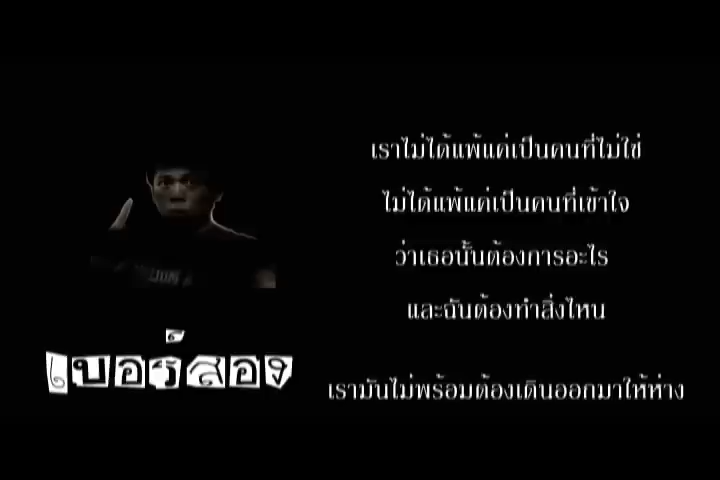 เราไม่ได้แพ้แค่เป็นคนที่ไม่ใช่
ไม่ได้แพ้แค่เป็นคนที่เข้าใจ
ว่าเธอนั้นต้องการอะไร
และฉันต้องทำสิ่งไหน
เรามันไม่พร้อมต้องเดินออกมาให้ห่าง
เบอร์สอง